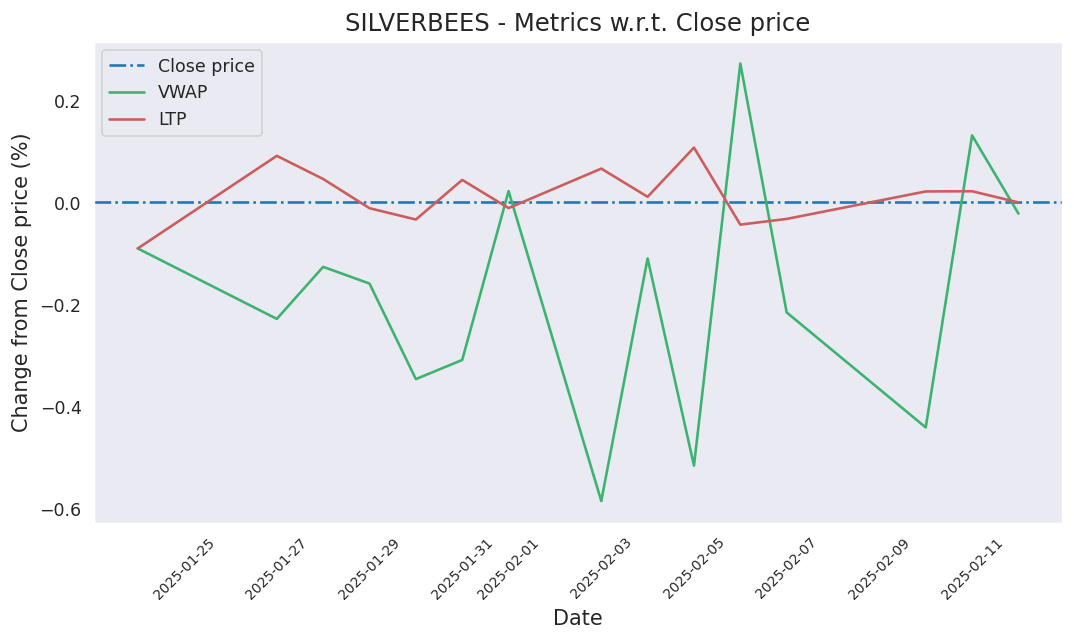 SILVERBEES - Metrics w.r.t. Close price
Close price
VWAP
LTP
Change from Close price (%)
0.2
0.0
−0.2
−0.4
−0.6
2025-01-25
2025-01-27
2025-01-29
2025-01-31
2025-02-01
2025-02-03
2025-02-05
2025-02-07
2025-02-09
2025-02-11
Date